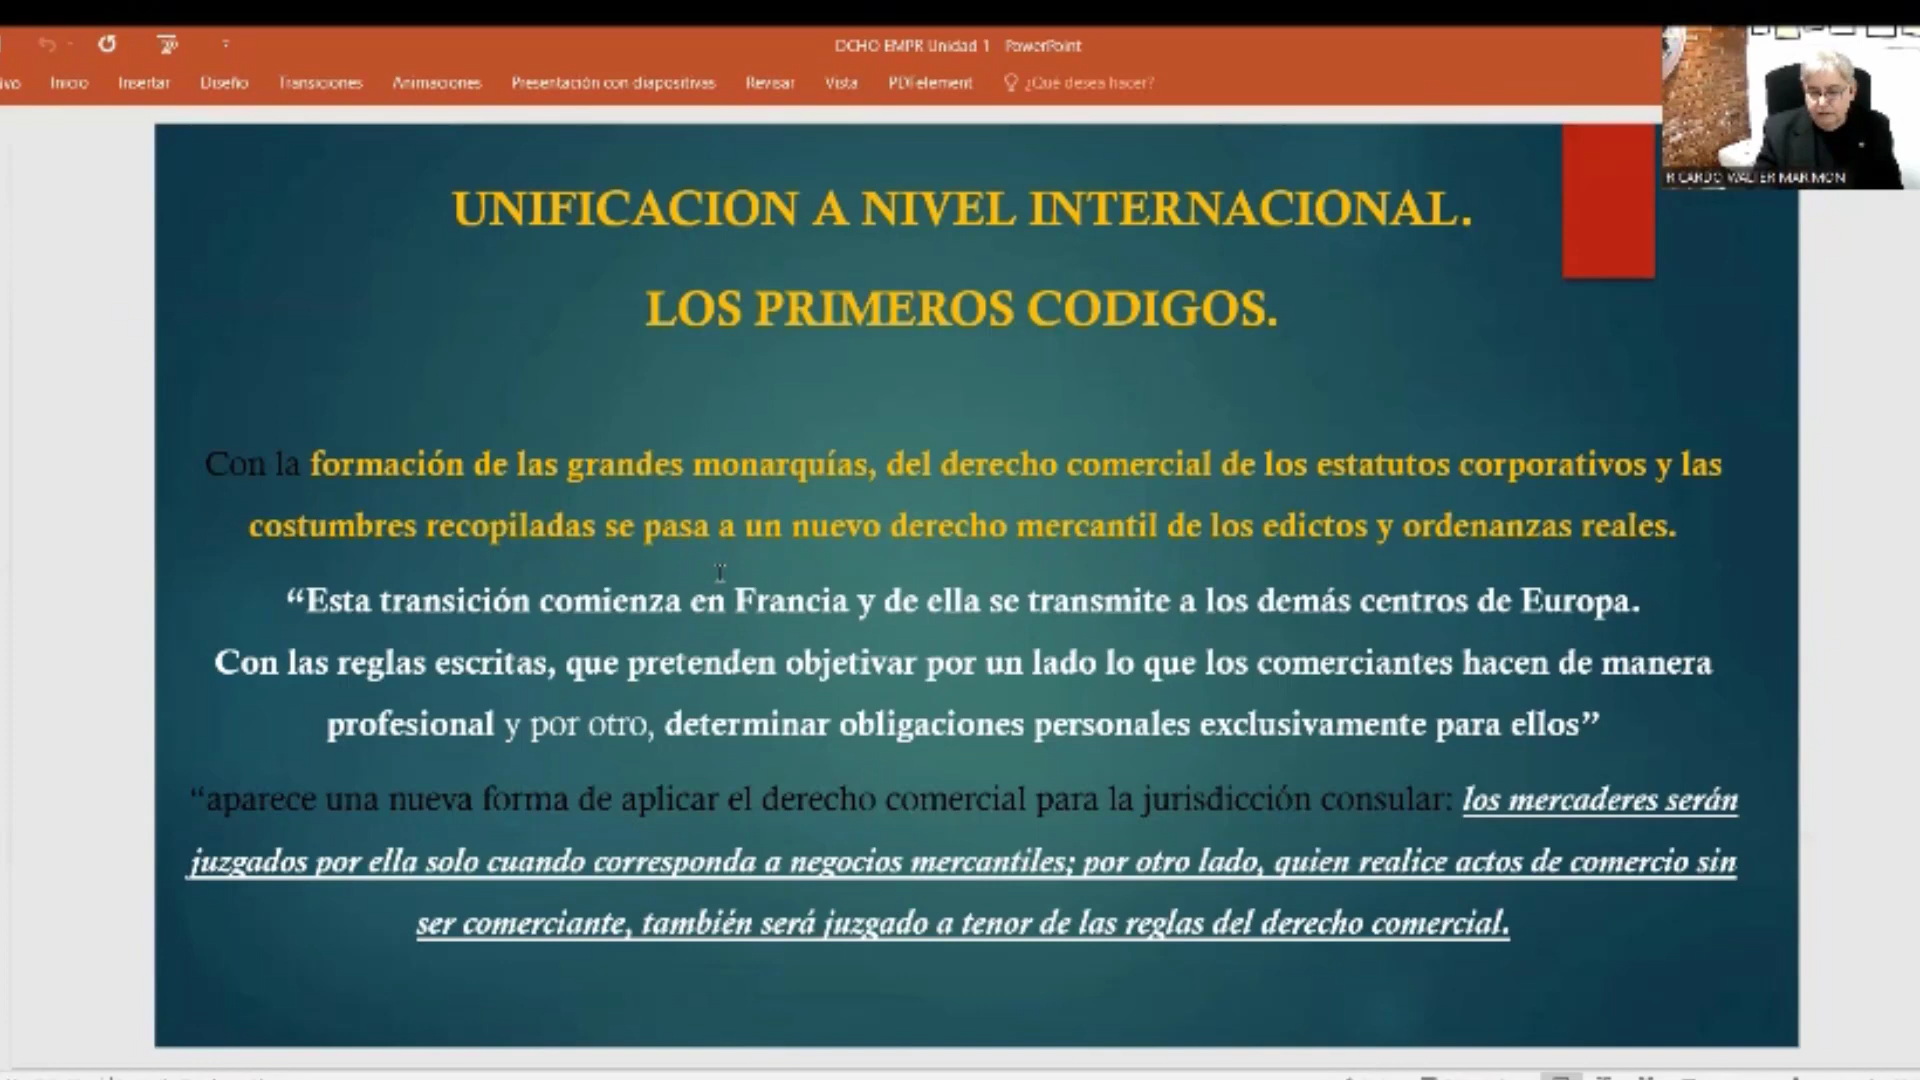 DCHO EMPR Unidad 1 PowerPoint
Inicio Insertar Diseño Transiciones Animaciones Presentación con diapositivas Revisar Vista PDFelement ¿Qué desea hacer?
RICARDO WALTER MARIMON
UNIFICACION A NIVEL INTERNACIONAL.
LOS PRIMEROS CODIGOS.
Con la formación de las grandes monarquías, del derecho comercial de los estatutos corporativos y las
costumbres recopiladas se pasa a un nuevo derecho mercantil de los edictos y ordenanzas reales.
“Esta transición comienza en Francia y de ella se transmite a los demás centros de Europa.
Con las reglas escritas, que pretenden objetivar por un lado lo que los comerciantes hacen de manera
profesional y por otro, determinar obligaciones personales exclusivamente para ellos”
“aparece una nueva forma de aplicar el derecho comercial para la jurisdicción consular: los mercaderes serán
juzgados por ella solo cuando corresponda a negocios mercantiles; por otro lado, quien realice actos de comercio sin
ser comerciante, también será juzgado a tenor de las reglas del derecho comercial.